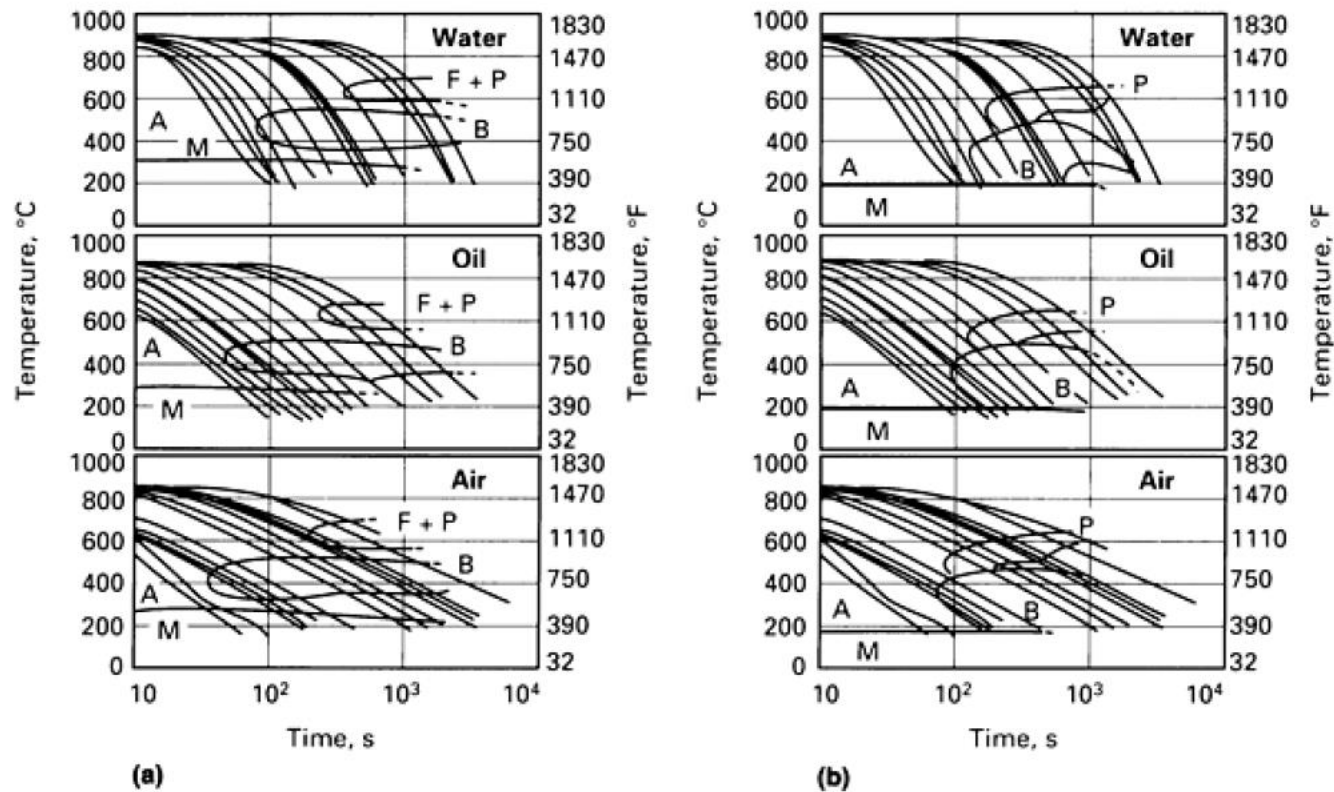 1000 1830 Water
800 1470 F + P
600 1110
A
400 750 B
M
200 390
0 32
1000 1830 Oil
800 1470 F + P
600 1110
A B
400 750
M
200 390
0 32
1000 1830 Air
800 1470 F + P
600 1110 B
400 750
A
200 390
M
0 32
Temperature, °C
Temperature, °F
10 10² 10³ 10⁴
Time, s
(a)
1000 1830 Water
800 1470 P
600 1110
400 750
A B
200 390
M
0 32
1000 1830 Oil
800 1470 P
600 1110
400 750
A B
200 390
M
0 32
1000 1830 Air
800 1470
P
600 1110
400 750
A B
200 390
M
0 32
Temperature, °C
Temperature, °F
10 10² 10³ 10⁴
Time, s
(b)